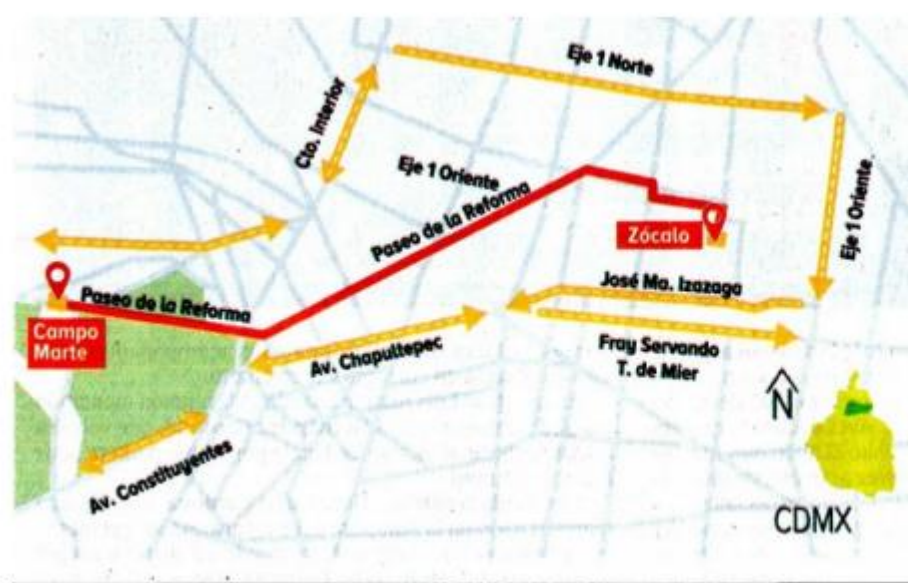 Eje 1 Norte
Cto. Interior
Eje 1 Oriente
Paseo de la Reforma
Eje 1 Oriente
Zócalo
Paseo de la Reforma
Campo
Marte
José Ma. Izazaga
Av. Chapultepec
Fray Servando
T. de Mier
N
Av. Constituyentes
CDMX